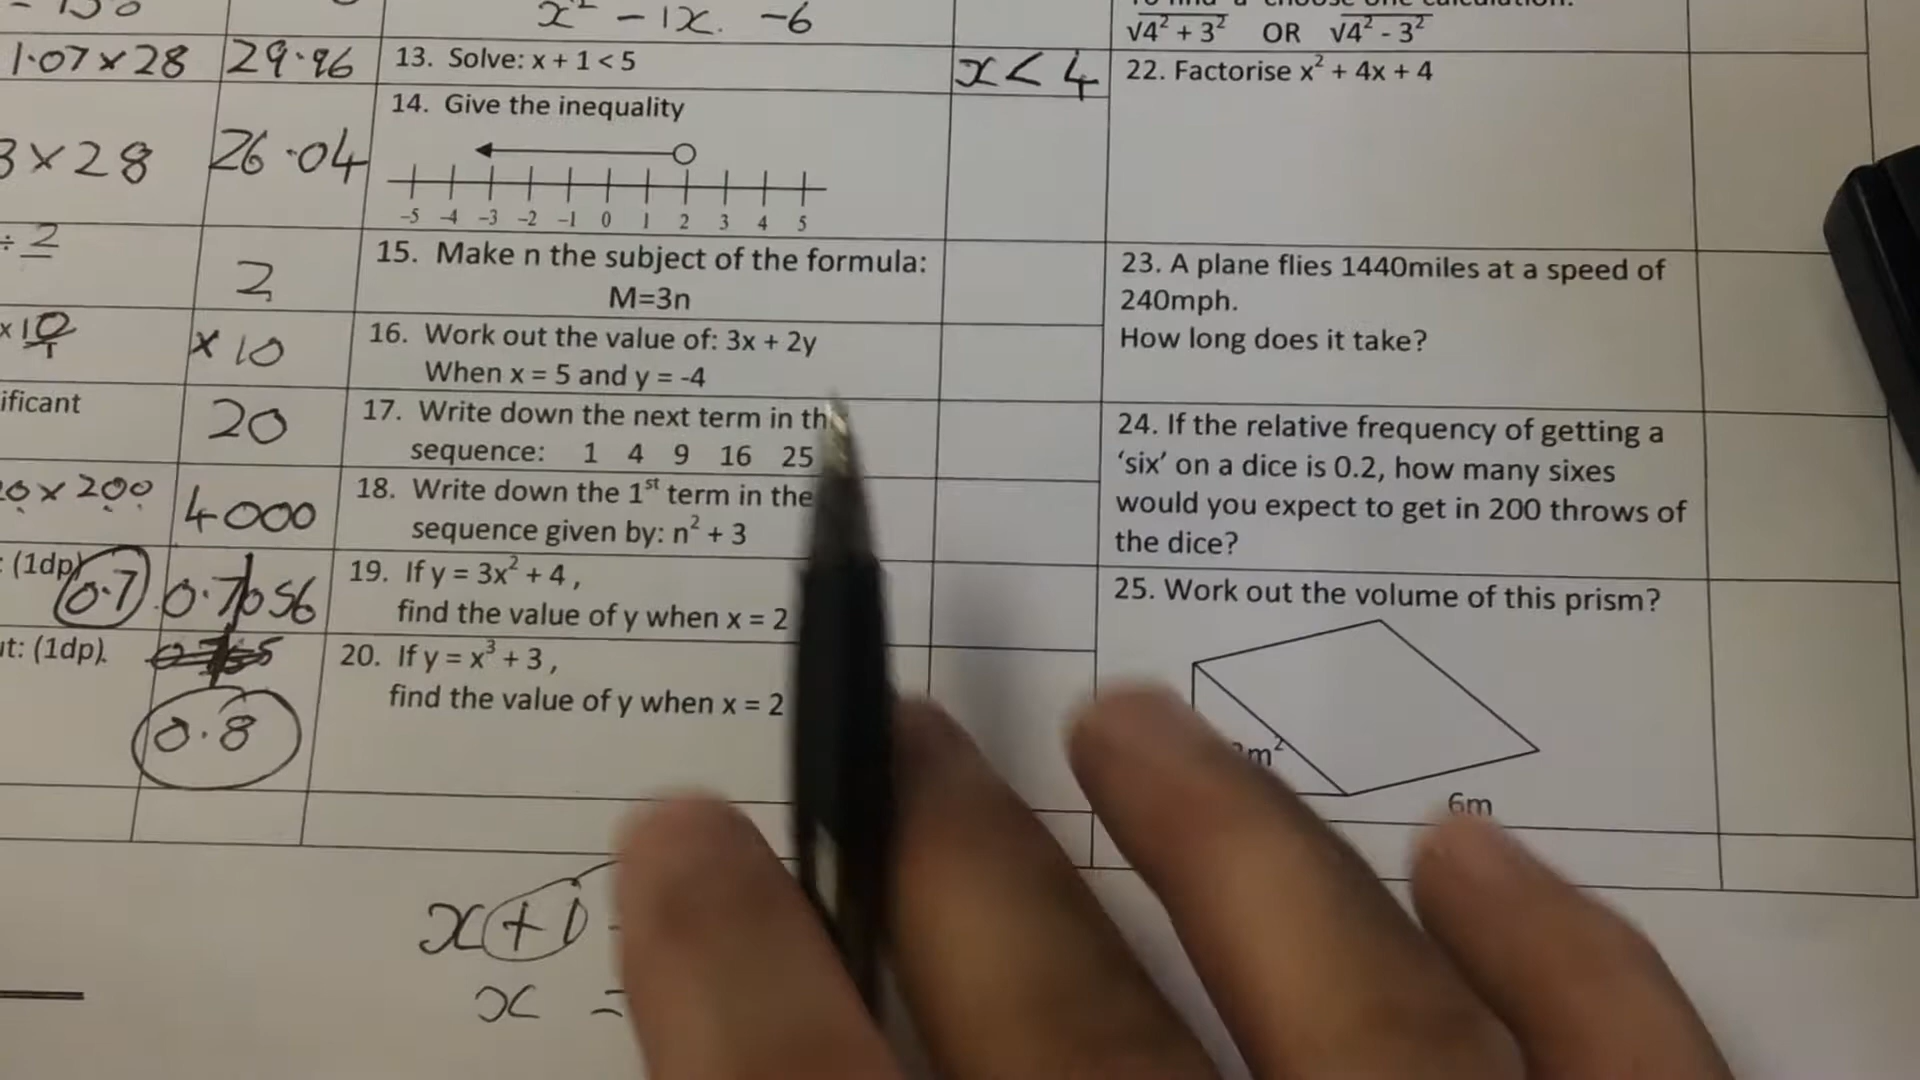 x² - 1x. -6
√4² + 3² OR √4² - 3²
1.07 × 28
29.96
13. Solve: x + 1 < 5
x < 4
22. Factorise x² + 4x + 4
14. Give the inequality
3 × 28
26.04
-5 -4 -3 -2 -1 0 1 2 3 4 5
÷ 2
2
15. Make n the subject of the formula:
M=3n
23. A plane flies 1440miles at a speed of
240mph.
How long does it take?
× 10
× 10
16. Work out the value of: 3x + 2y
When x = 5 and y = -4
ificant
20
17. Write down the next term in th
sequence: 1 4 9 16 25
24. If the relative frequency of getting a
‘six’ on a dice is 0.2, how many sixes
would you expect to get in 200 throws of
the dice?
0 × 200
4000
18. Write down the 1st term in the
sequence given by: n² + 3
: (1dp)
0.7
0.7056
19. If y = 3x² + 4 ,
find the value of y when x = 2
25. Work out the volume of this prism?
m²
6m
ut: (1dp).
0.8
20. If y = x³ + 3 ,
find the value of y when x = 2
x + 1
x =